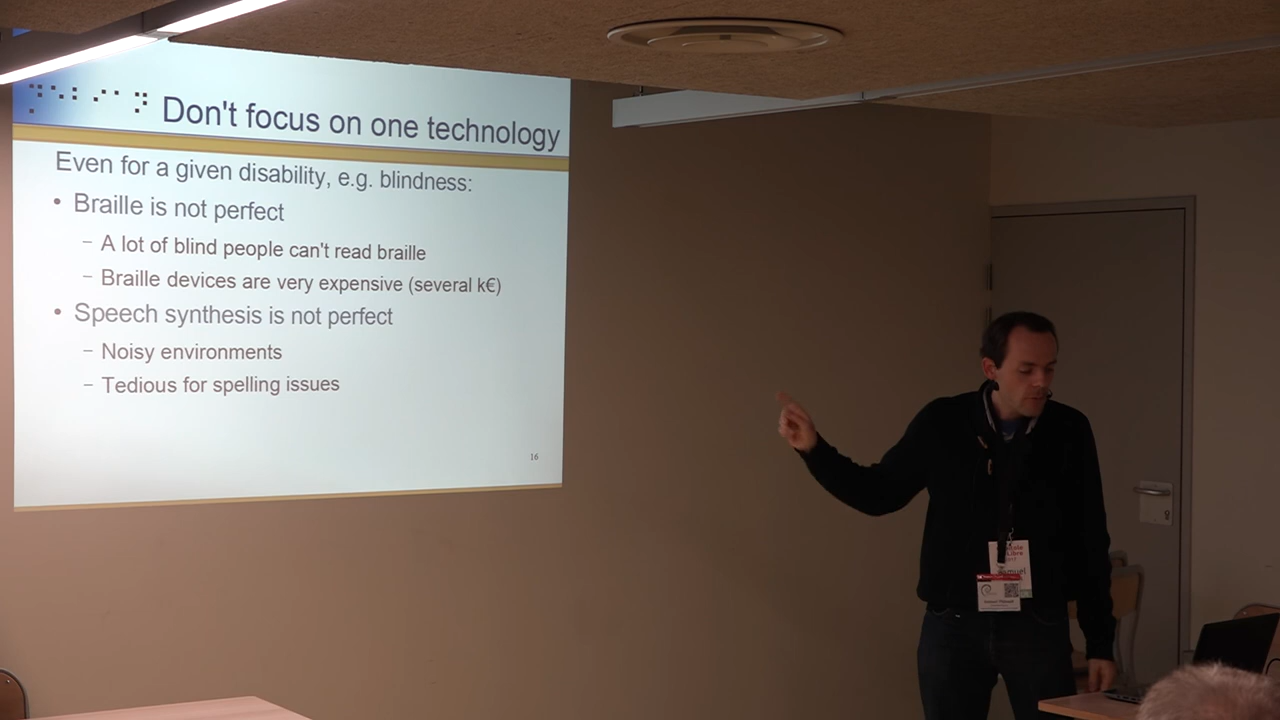 Don't focus on one technology
Even for a given disability, e.g. blindness:
• Braille is not perfect
– A lot of blind people can't read braille
– Braille devices are very expensive (several k€)
• Speech synthesis is not perfect
– Noisy environments
– Tedious for spelling issues
16